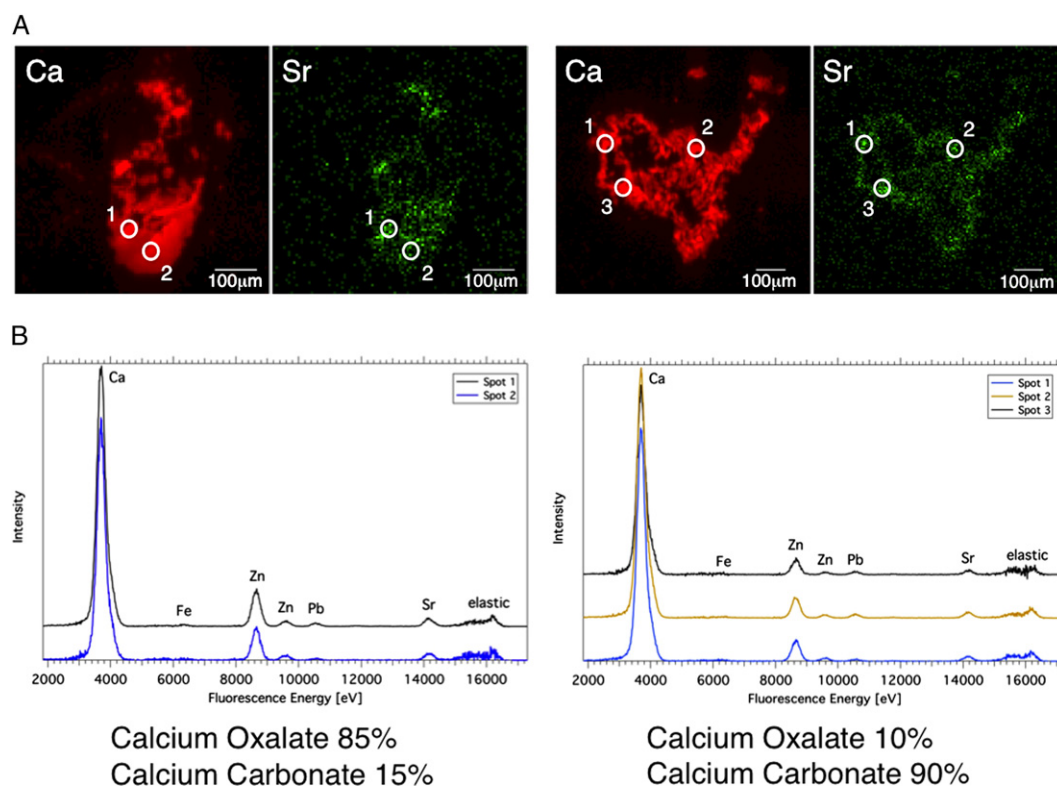 A
Ca
Sr
Ca
Sr
1
2
100μm
1
2
100μm
1
2
3
100μm
1
2
3
100μm
B
Ca
Spot 1
Spot 2
Intensity
Fe
Zn
Zn
Pb
Sr
elastic
2000 4000 6000 8000 10000 12000 14000 16000
Fluorescence Energy [eV]
Ca
Spot 1
Spot 2
Spot 3
Intensity
Fe
Zn
Zn
Pb
Sr
elastic
2000 4000 6000 8000 10000 12000 14000 16000
Fluorescence Energy [eV]
Calcium Oxalate 85%
Calcium Carbonate 15%
Calcium Oxalate 10%
Calcium Carbonate 90%